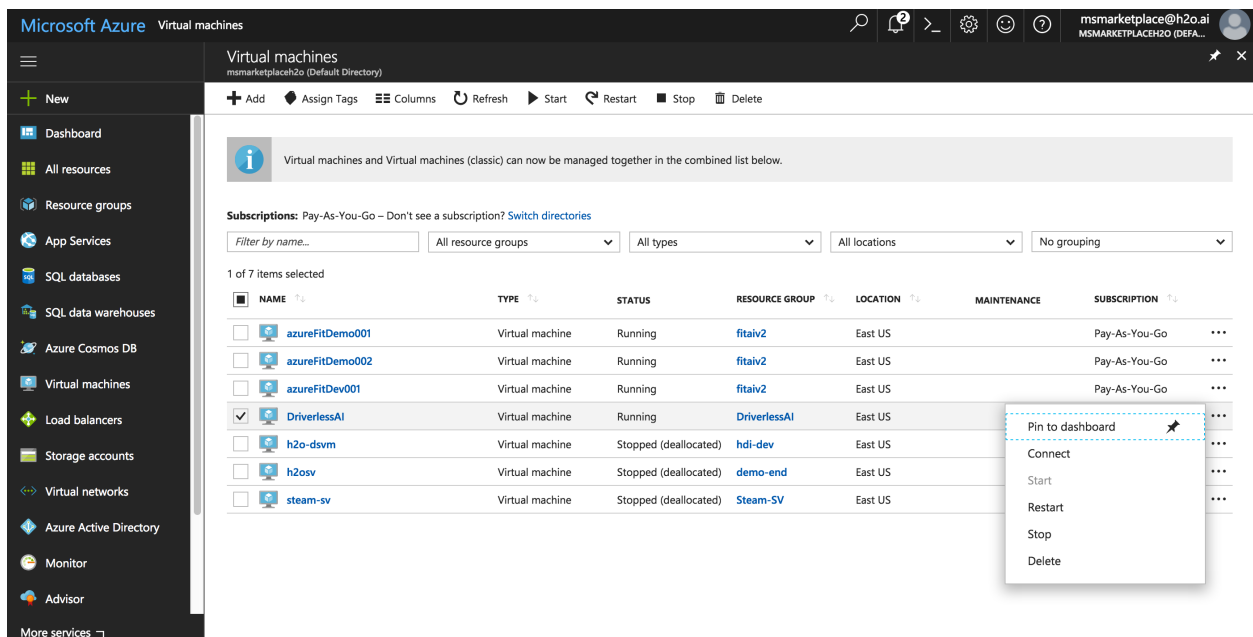 Microsoft Azure Virtual machines
2
msmarketplace@h2o.ai
MSMARKETPLACEH2O (DEFA...
Virtual machines
msmarketplaceh2o (Default Directory)
New
Add Assign Tags Columns Refresh Start Restart Stop Delete
Dashboard
All resources
Resource groups
App Services
SQL databases
SQL data warehouses
Azure Cosmos DB
Virtual machines
Load balancers
Storage accounts
Virtual networks
Azure Active Directory
Monitor
Advisor
More services
Virtual machines and Virtual machines (classic) can now be managed together in the combined list below.
Subscriptions: Pay-As-You-Go – Don't see a subscription? Switch directories
Filter by name... All resource groups All types All locations No grouping
1 of 7 items selected
NAME TYPE STATUS RESOURCE GROUP LOCATION MAINTENANCE SUBSCRIPTION
azureFitDemo001 Virtual machine Running fitaiv2 East US Pay-As-You-Go ...
azureFitDemo002 Virtual machine Running fitaiv2 East US Pay-As-You-Go ...
azureFitDev001 Virtual machine Running fitaiv2 East US Pay-As-You-Go ...
DriverlessAI Virtual machine Running DriverlessAI East US ...
h2o-dsvm Virtual machine Stopped (deallocated) hdi-dev East US ...
h2osv Virtual machine Stopped (deallocated) demo-end East US ...
steam-sv Virtual machine Stopped (deallocated) Steam-SV East US ...
Pin to dashboard
Connect
Start
Restart
Stop
Delete